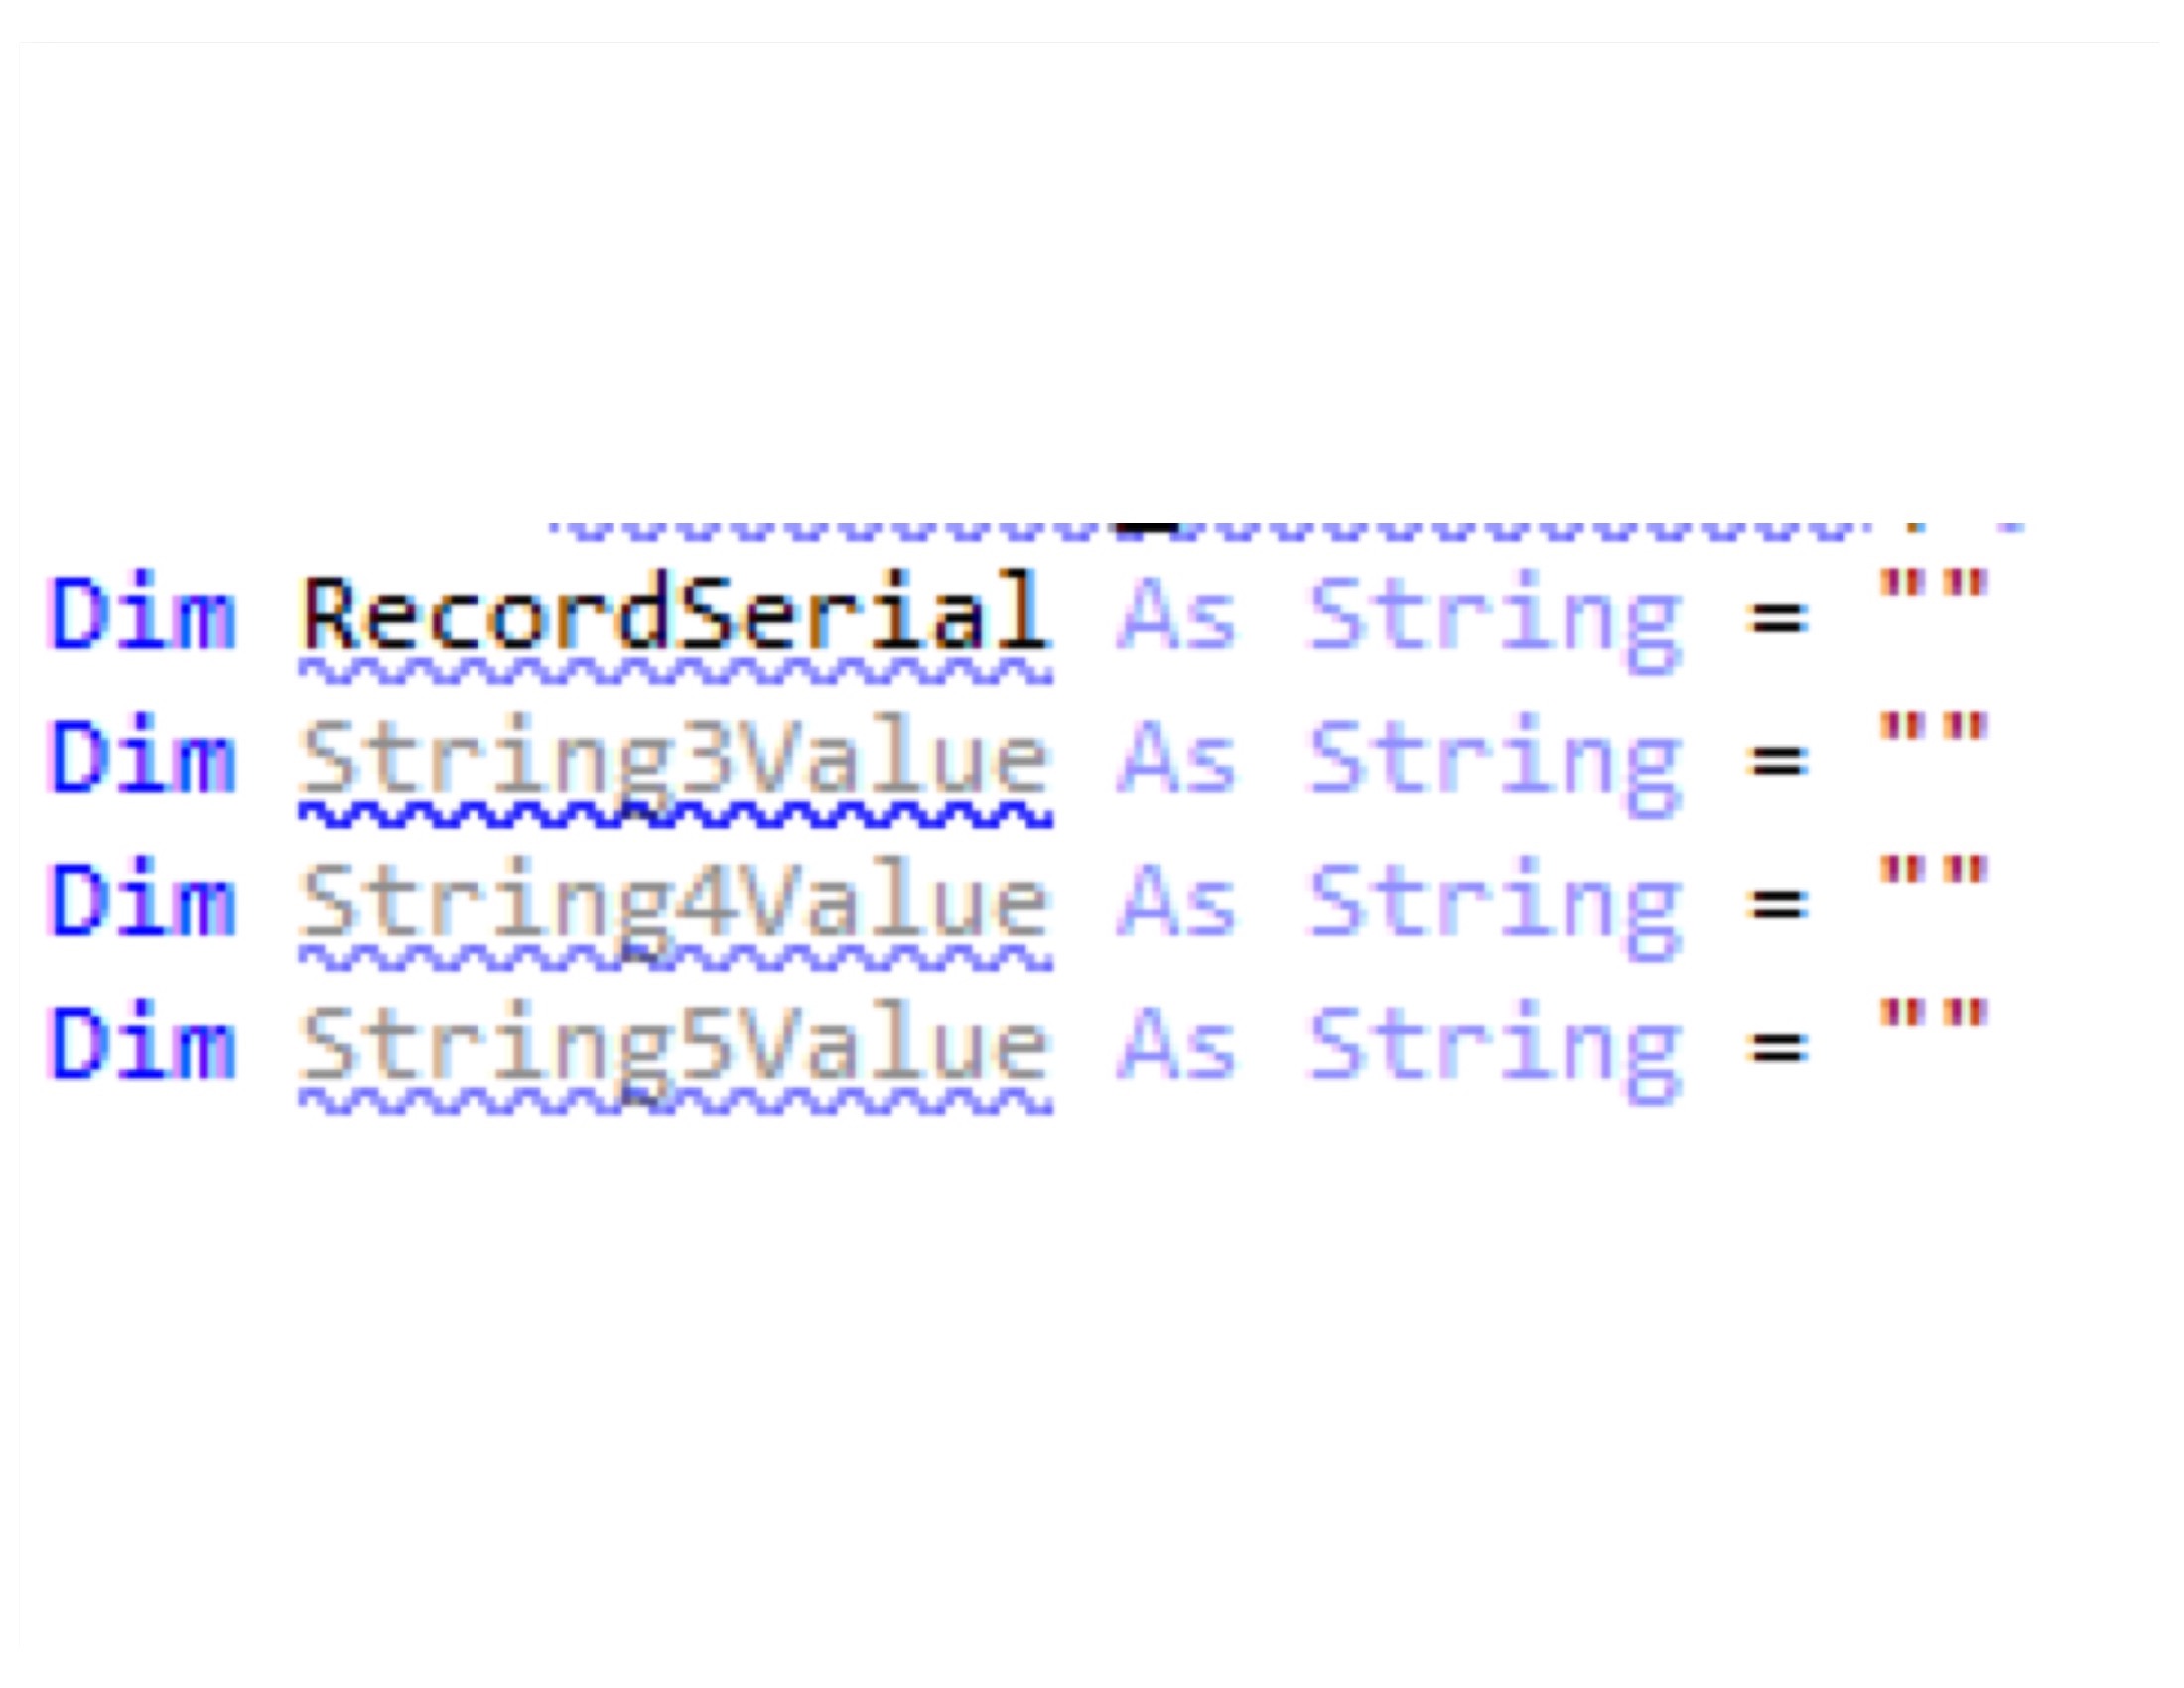 Dim RecordSerial As String = ""
Dim String3Value As String = ""
Dim String4Value As String = ""
Dim String5Value As String = ""